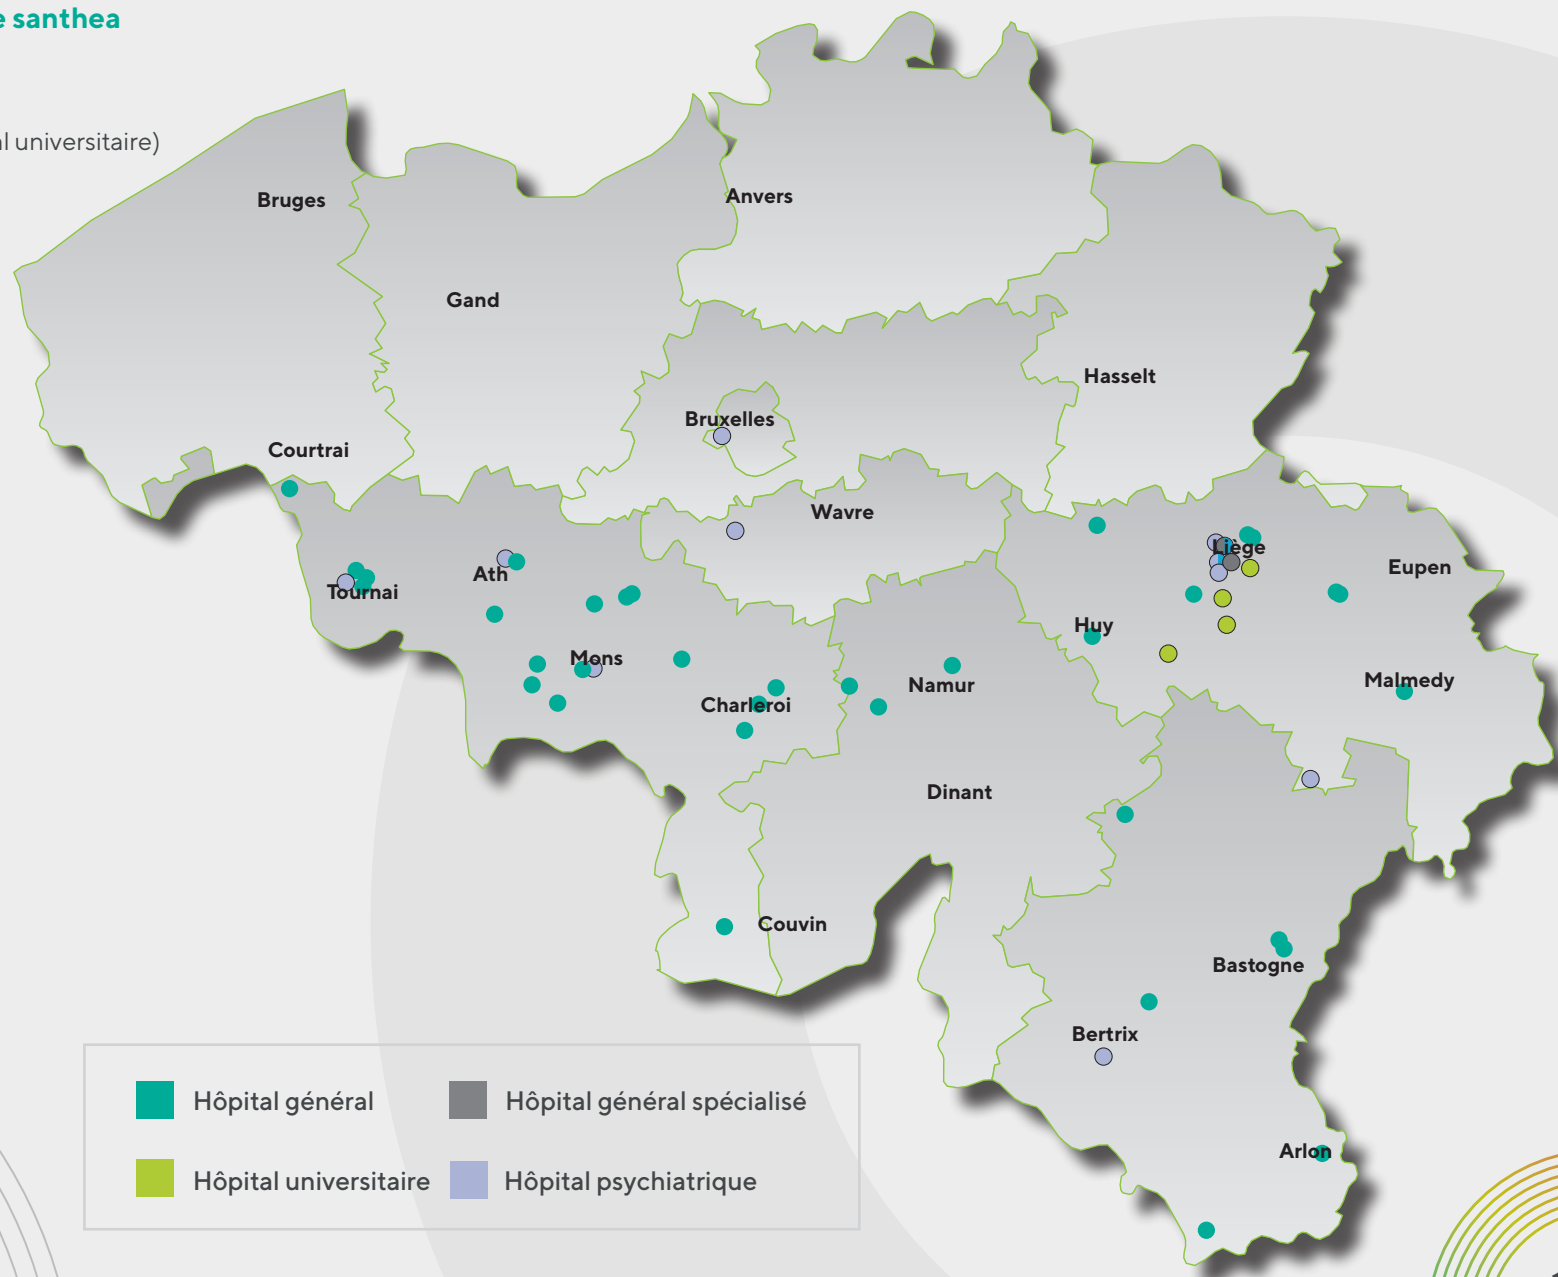 santhea
universitaire)
Bruges
Anvers
Gand
Hasselt
Bruxelles
Courtrai
Wavre
Liège
Eupen
Ath
Tournai
Huy
Mons
Malmedy
Namur
Charleroi
Dinant
Couvin
Bastogne
Bertrix
Arlon
Hôpital général
Hôpital général spécialisé
Hôpital universitaire
Hôpital psychiatrique